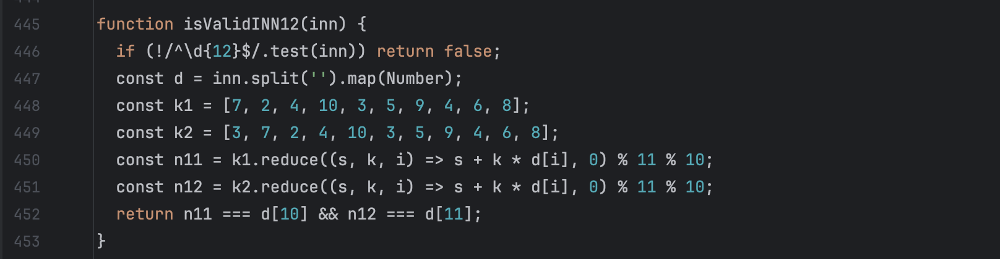 445 function isValidINN12(inn) {
446 if (!/^\d{12}$/.test(inn)) return false;
447 const d = inn.split('').map(Number);
448 const k1 = [7, 2, 4, 10, 3, 5, 9, 4, 6, 8];
449 const k2 = [3, 7, 2, 4, 10, 3, 5, 9, 4, 6, 8];
450 const n11 = k1.reduce((s, k, i) => s + k * d[i], 0) % 11 % 10;
451 const n12 = k2.reduce((s, k, i) => s + k * d[i], 0) % 11 % 10;
452 return n11 === d[10] && n12 === d[11];
453 }